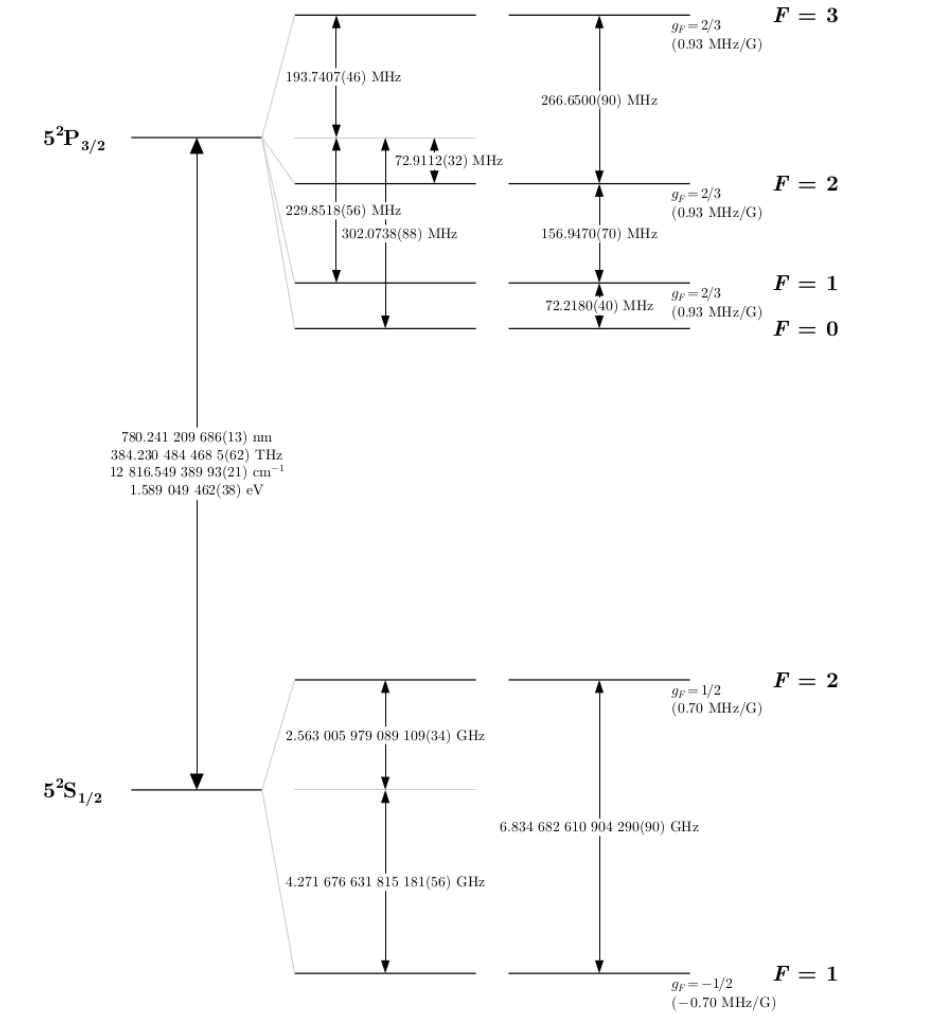 F = 3
g_F = 2/3
(0.93 MHz/G)
193.7407(46) MHz
266.6500(90) MHz
5²P₃/₂
72.9112(32) MHz
F = 2
g_F = 2/3
(0.93 MHz/G)
229.8518(56) MHz
302.0738(88) MHz
156.9470(70) MHz
F = 1
g_F = 2/3
(0.93 MHz/G)
72.2180(40) MHz
F = 0
780.241 209 686(13) nm
384.230 484 468 5(62) THz
12 816.549 389 93(21) cm⁻¹
1.589 049 462(38) eV
F = 2
g_F = 1/2
(0.70 MHz/G)
2.563 005 979 089 109(34) GHz
5²S₁/₂
6.834 682 610 904 290(90) GHz
4.271 676 631 815 181(56) GHz
F = 1
g_F = −1/2
(−0.70 MHz/G)